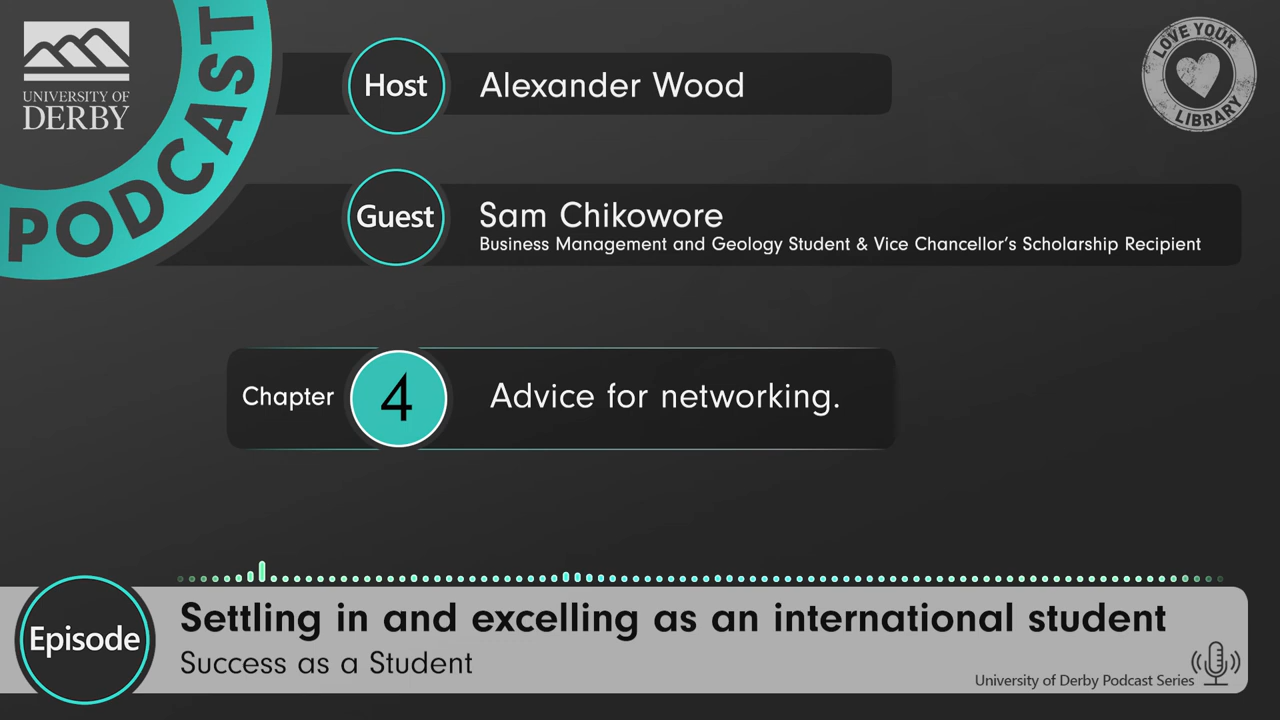 UNIVERSITY OF
DERBY
PODCAST
Host
Alexander Wood
LOVE YOUR
LIBRARY
Guest
Sam Chikowore
Business Management and Geology Student & Vice Chancellor's Scholarship Recipient
Chapter
4
Advice for networking.
Episode
Settling in and excelling as an international student
Success as a Student
University of Derby Podcast Series